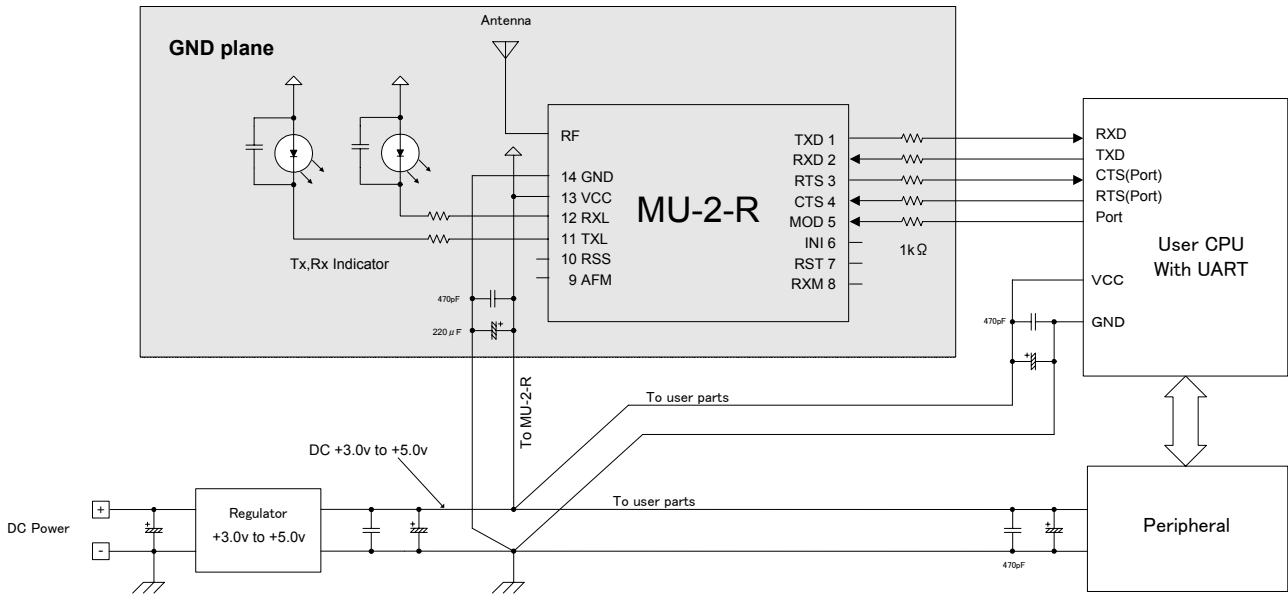 Antenna
GND plane
RF
14 GND
13 VCC
12 RXL
11 TXL
10 RSS
9 AFM
MU-2-R
TXD 1
RXD 2
RTS 3
CTS 4
MOD 5
INI 6
RST 7
RXM 8
1kΩ
RXD
TXD
CTS(Port)
RTS(Port)
Port
VCC
GND
User CPU
With UART
Tx,Rx Indicator
470pF
220μF
+
470pF
+
To MU-2-R
To user parts
DC +3.0v to +5.0v
To user parts
DC Power
+
-
+
Regulator
+3.0v to +5.0v
+
470pF
+
Peripheral